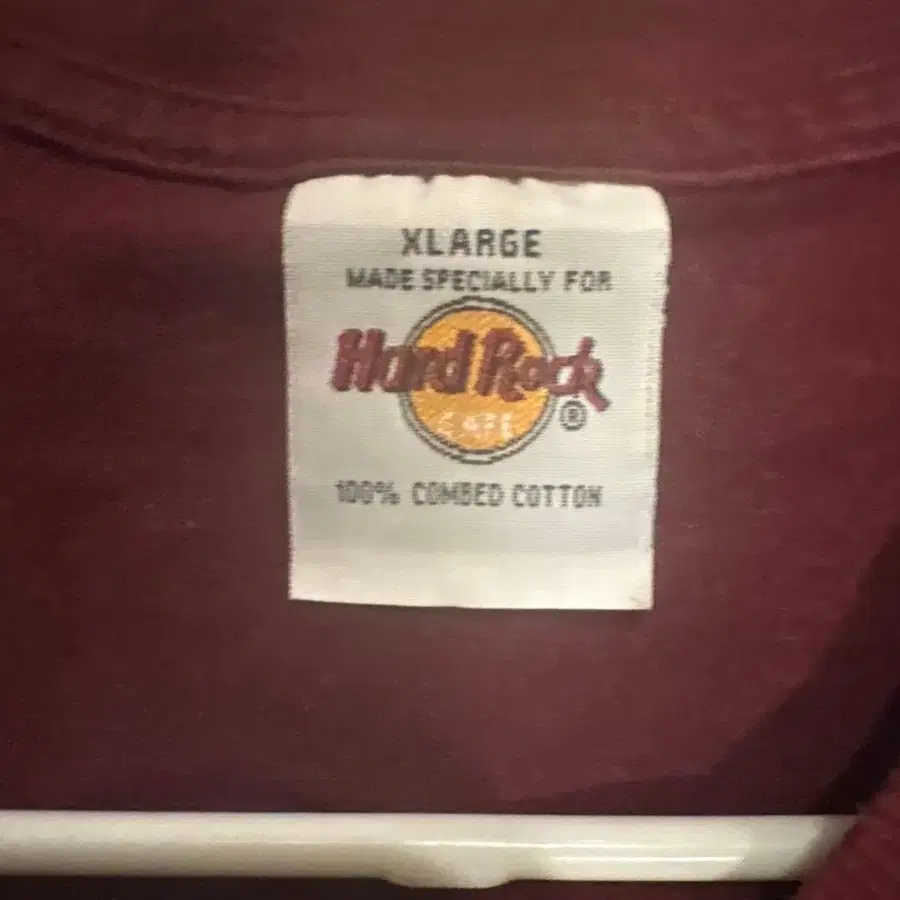 XLARGE
MADE SPECIALLY FOR
Hard Rock
CAFE
®
100% COMBED COTTON